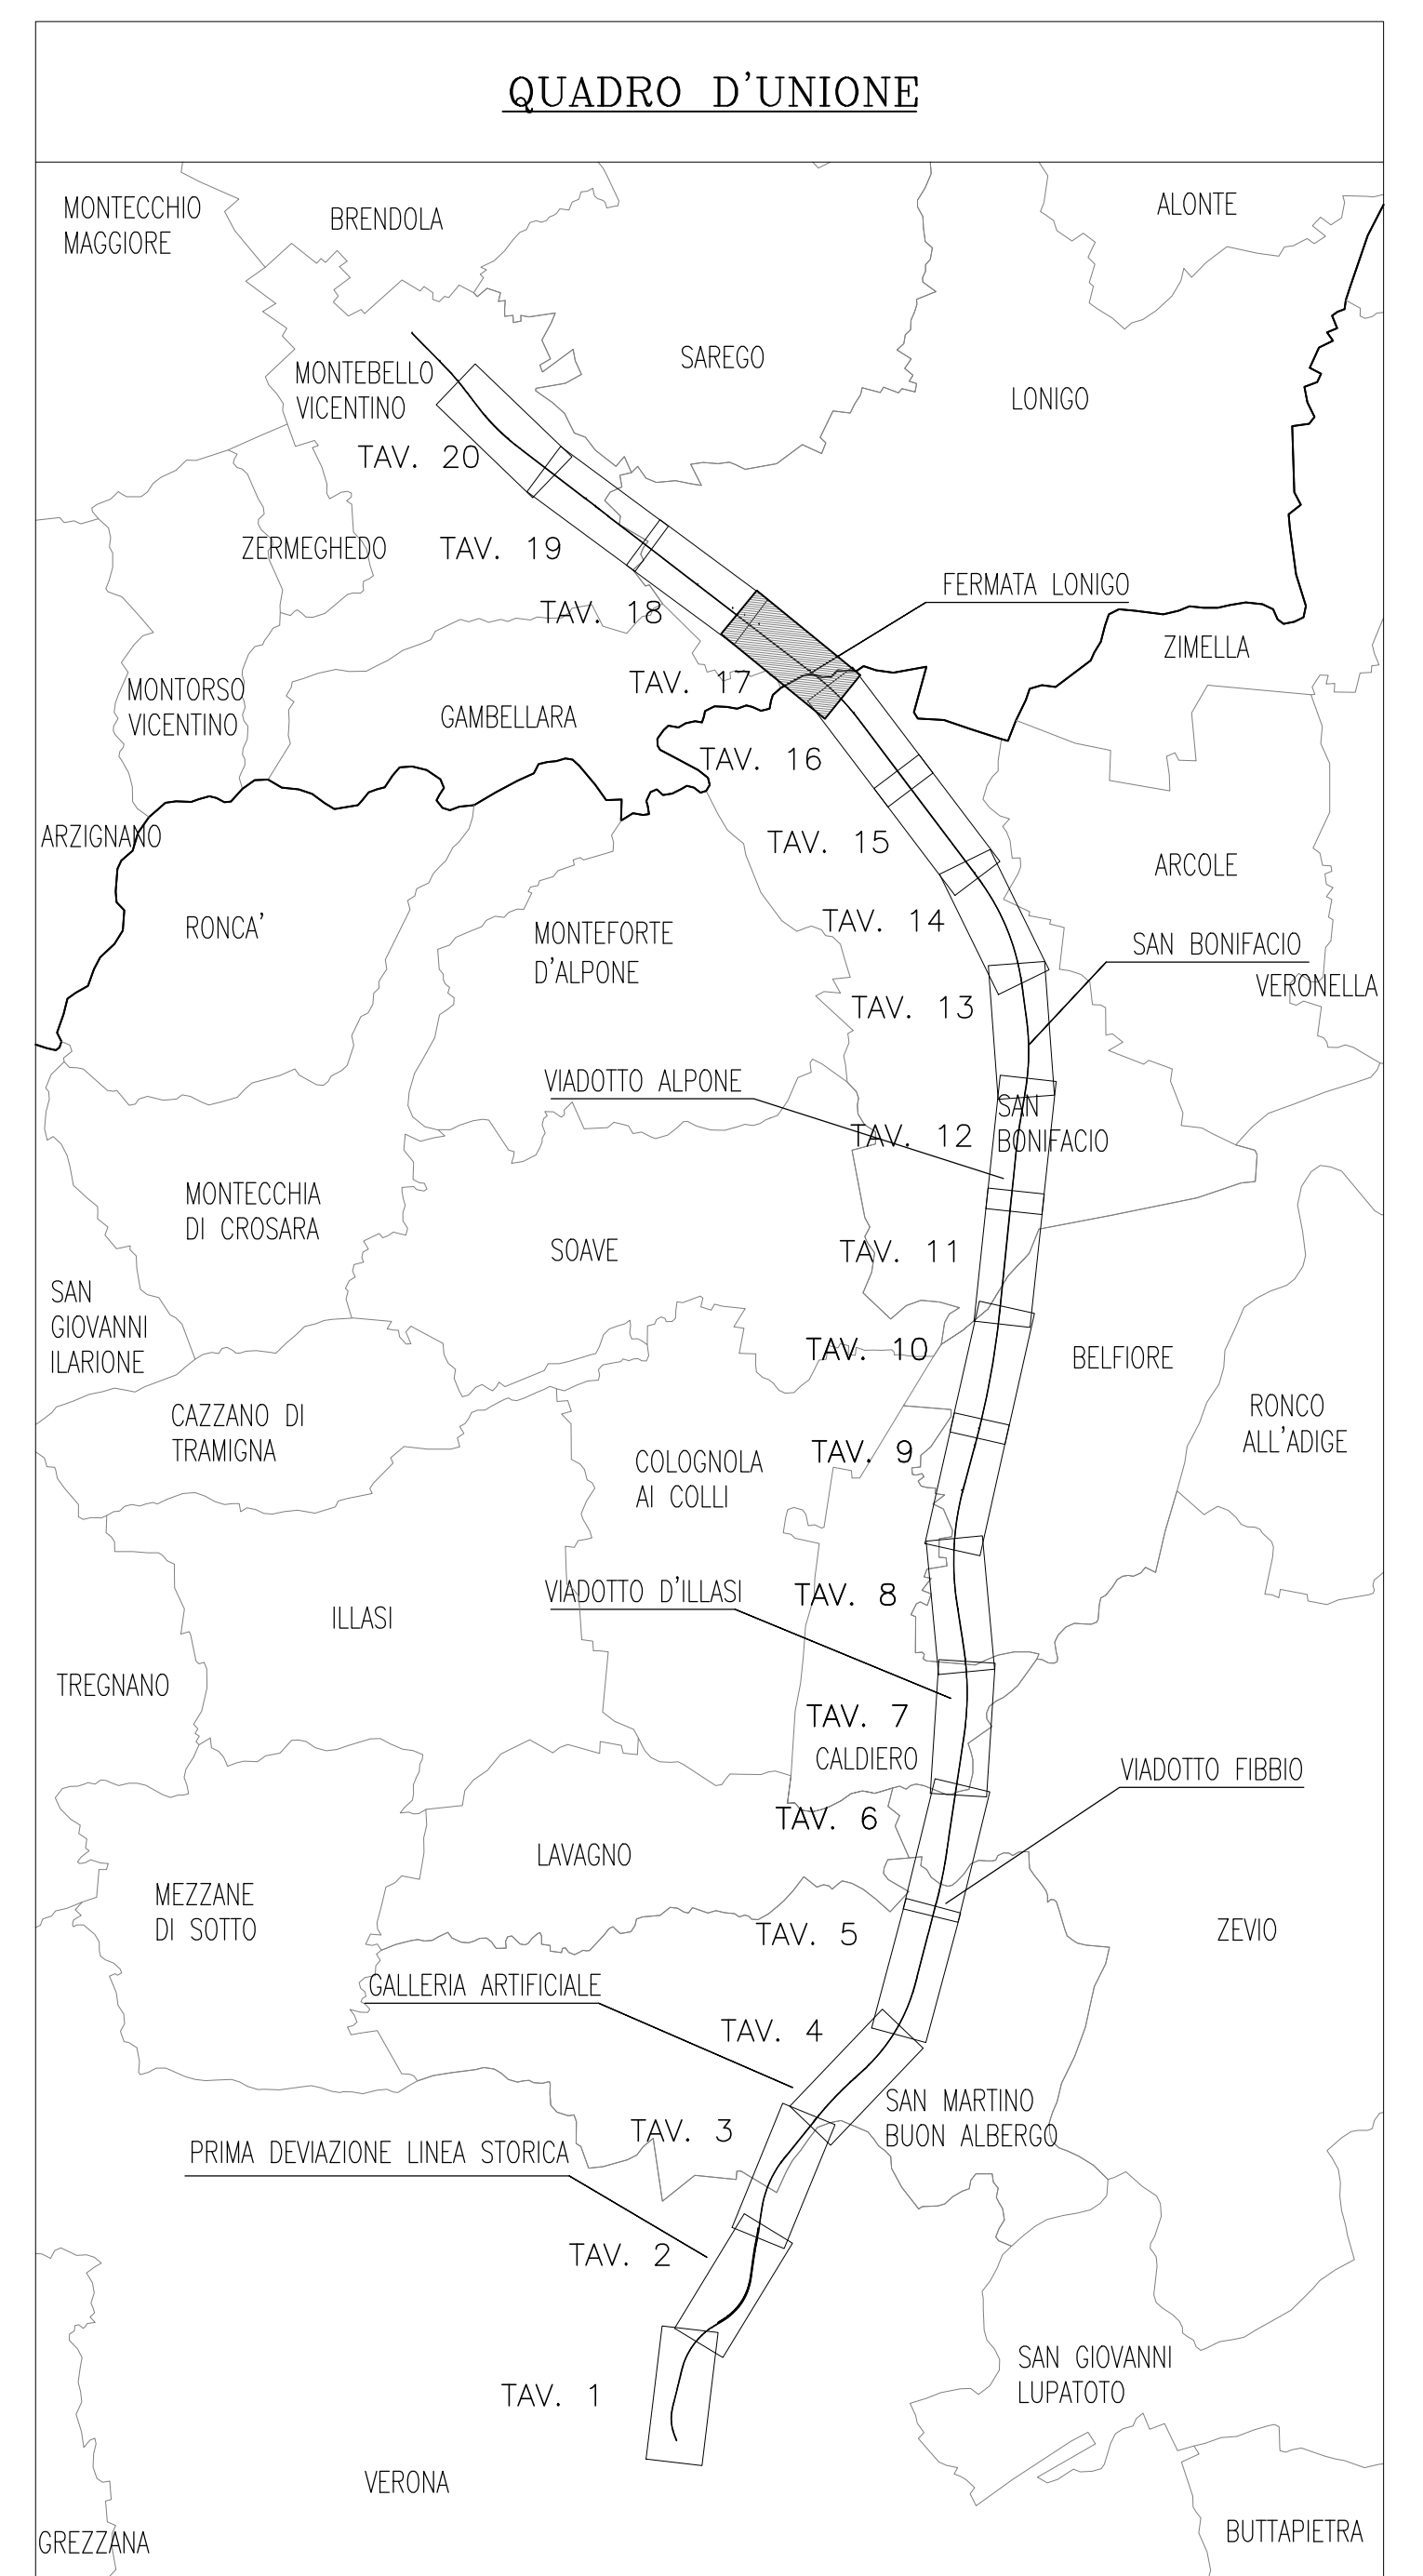 QUADRO D'UNIONE
MONTECCHIO
MAGGIORE
BRENDOLA
ALONTE
SAREGO
MONTEBELLO
VICENTINO
LONIGO
TAV. 20
ZERMEGHEDO
TAV. 19
FERMATA LONIGO
TAV. 18
ZIMELLA
TAV. 17
MONTORSO
VICENTINO
GAMBELLARA
TAV. 16
ARZIGNANO
TAV. 15
ARCOLE
RONCA'
TAV. 14
MONTEFORTE
D'ALPONE
SAN BONIFACIO
VERONELLA
TAV. 13
VIADOTTO ALPONE
SAN
BONIFACIO
TAV. 12
MONTECCHIA
DI CROSARA
SOAVE
TAV. 11
SAN
GIOVANNI
ILARIONE
TAV. 10
BELFIORE
CAZZANO DI
TRAMIGNA
RONCO
ALL'ADIGE
TAV. 9
COLOGNOLA
AI COLLI
VIADOTTO D'ILLASI
TAV. 8
ILLASI
TREGNANO
TAV. 7
CALDIERO
VIADOTTO FIBBIO
TAV. 6
LAVAGNO
MEZZANE
DI SOTTO
ZEVIO
TAV. 5
GALLERIA ARTIFICIALE
TAV. 4
SAN MARTINO
BUON ALBERGO
TAV. 3
PRIMA DEVIAZIONE LINEA STORICA
TAV. 2
SAN GIOVANNI
LUPATOTO
TAV. 1
VERONA
GREZZANA
BUTTAPIETRA